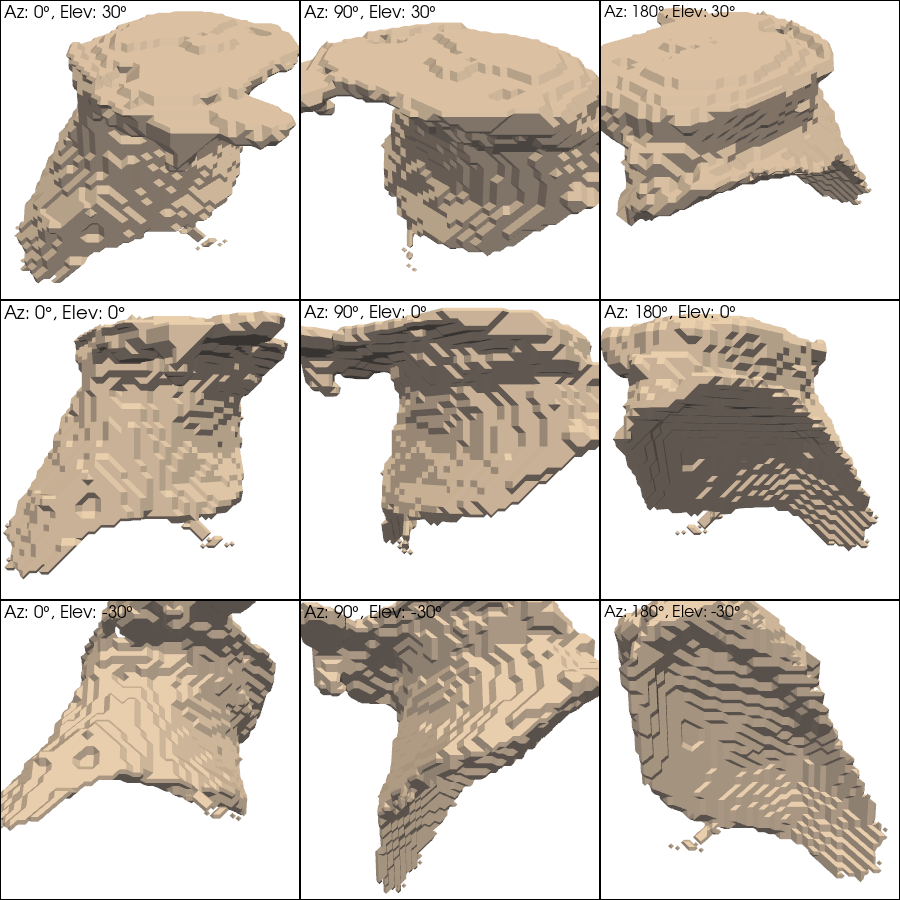 Az: 0°, Elev: 30°
Az: 90°, Elev: 30°
Az: 180°, Elev: 30°
Az: 0°, Elev: 0°
Az: 90°, Elev: 0°
Az: 180°, Elev: 0°
Az: 0°, Elev: -30°
Az: 90°, Elev: -30°
Az: 180°, Elev: -30°